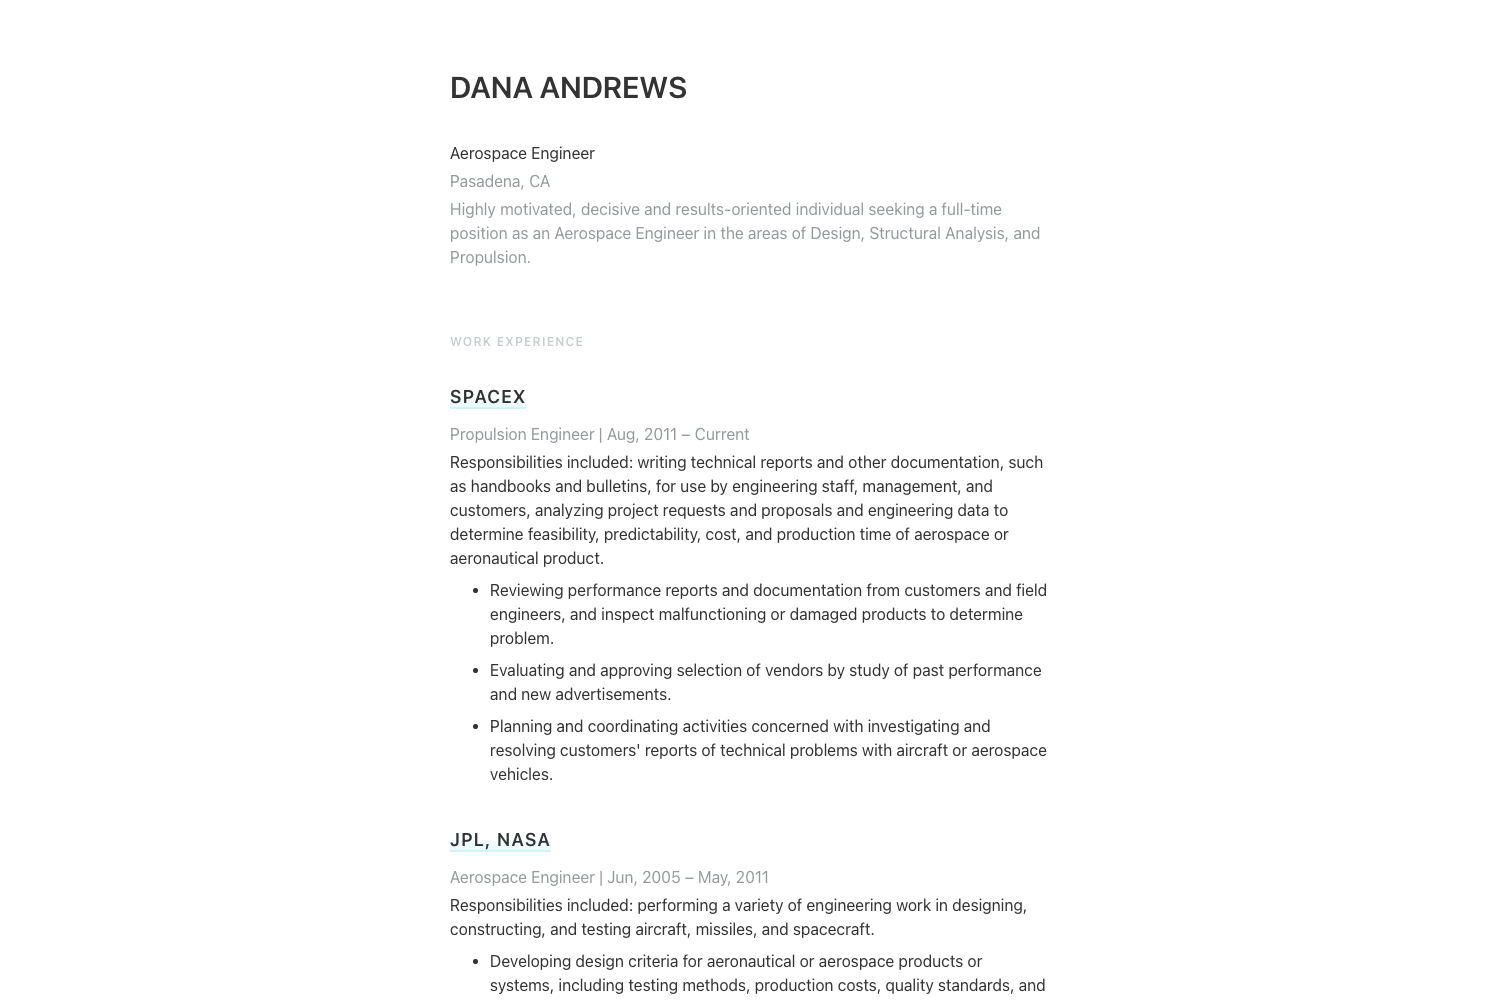 DANA ANDREWS
Aerospace Engineer
Pasadena, CA
Highly motivated, decisive and results-oriented individual seeking a full-time
position as an Aerospace Engineer in the areas of Design, Structural Analysis, and
Propulsion.
WORK EXPERIENCE
SPACEX
Propulsion Engineer | Aug, 2011 – Current
Responsibilities included: writing technical reports and other documentation, such
as handbooks and bulletins, for use by engineering staff, management, and
customers, analyzing project requests and proposals and engineering data to
determine feasibility, predictability, cost, and production time of aerospace or
aeronautical product.
• Reviewing performance reports and documentation from customers and field
engineers, and inspect malfunctioning or damaged products to determine
problem.
• Evaluating and approving selection of vendors by study of past performance
and new advertisements.
• Planning and coordinating activities concerned with investigating and
resolving customers' reports of technical problems with aircraft or aerospace
vehicles.
JPL, NASA
Aerospace Engineer | Jun, 2005 – May, 2011
Responsibilities included: performing a variety of engineering work in designing,
constructing, and testing aircraft, missiles, and spacecraft.
• Developing design criteria for aeronautical or aerospace products or
systems, including testing methods, production costs, quality standards, and